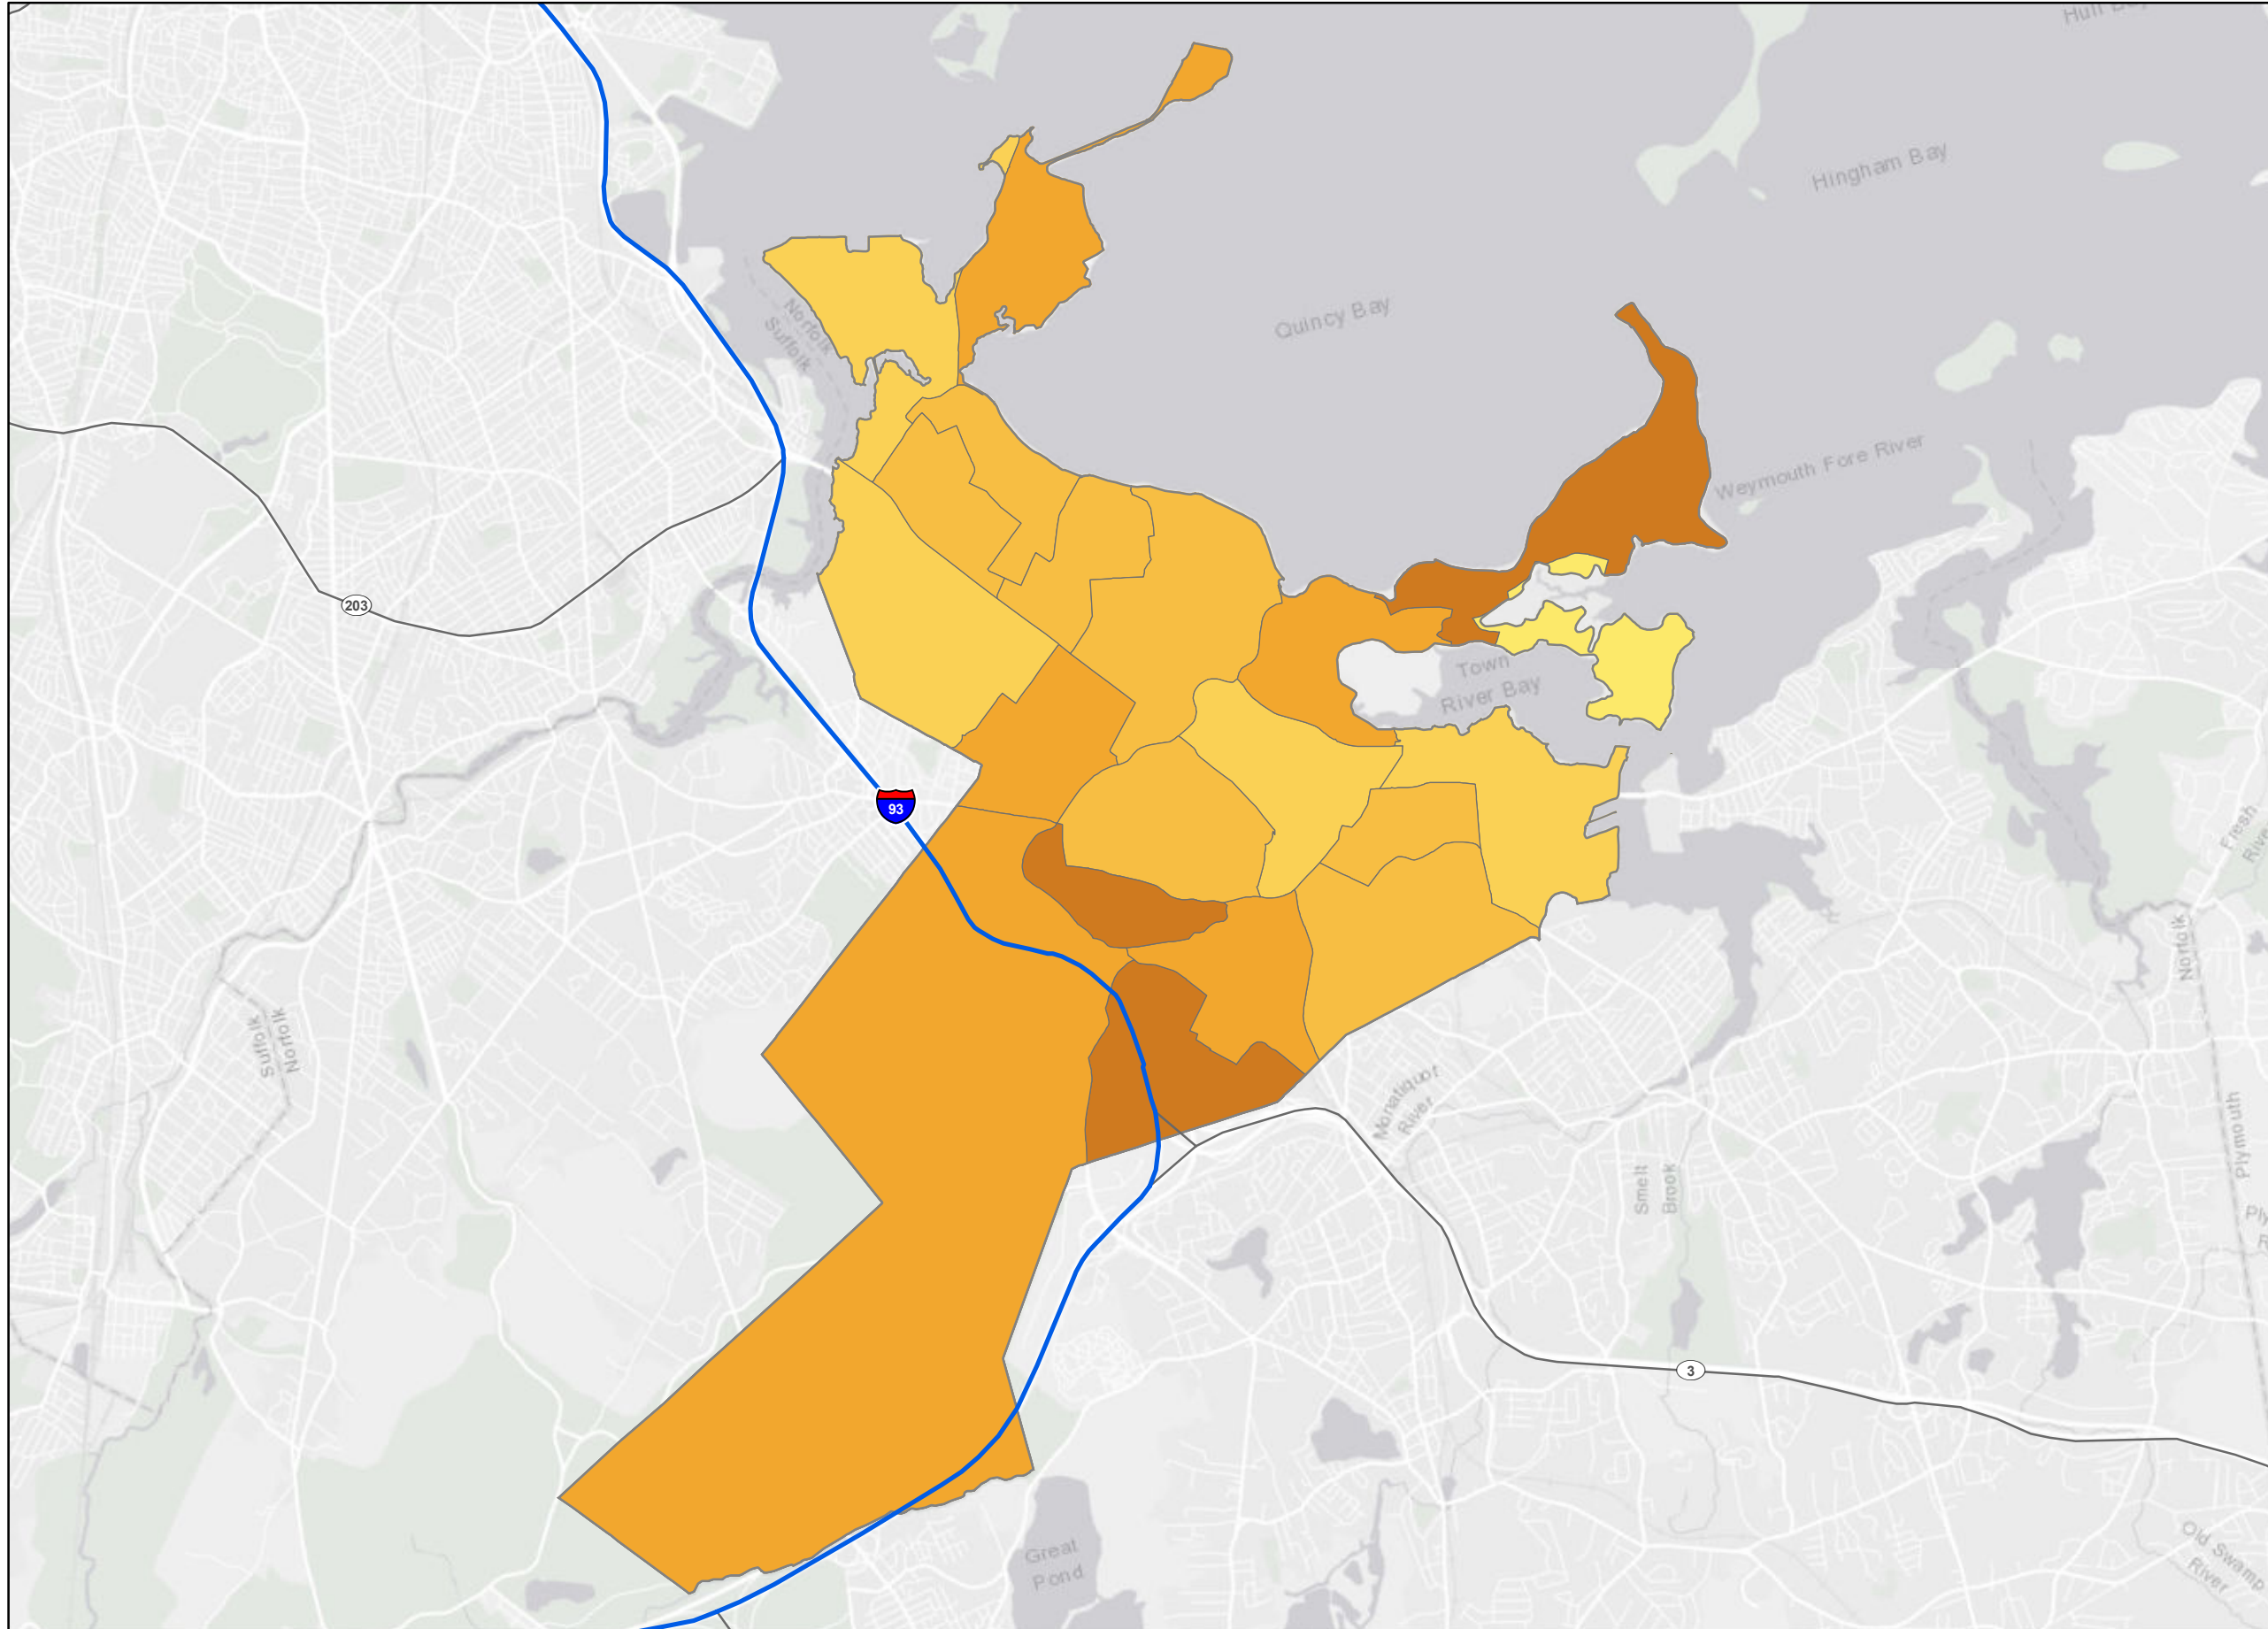 Hull Bay
Hingham Bay
Quincy Bay
Norfolk
Suffolk
Weymouth Fore River
203
Town
River Bay
93
Fresh
River
Norfolk
Suffolk
Norfolk
Monatiquot
River
Plymouth
Smelt
Brook
3
Great
Pond
Old Swamp
River